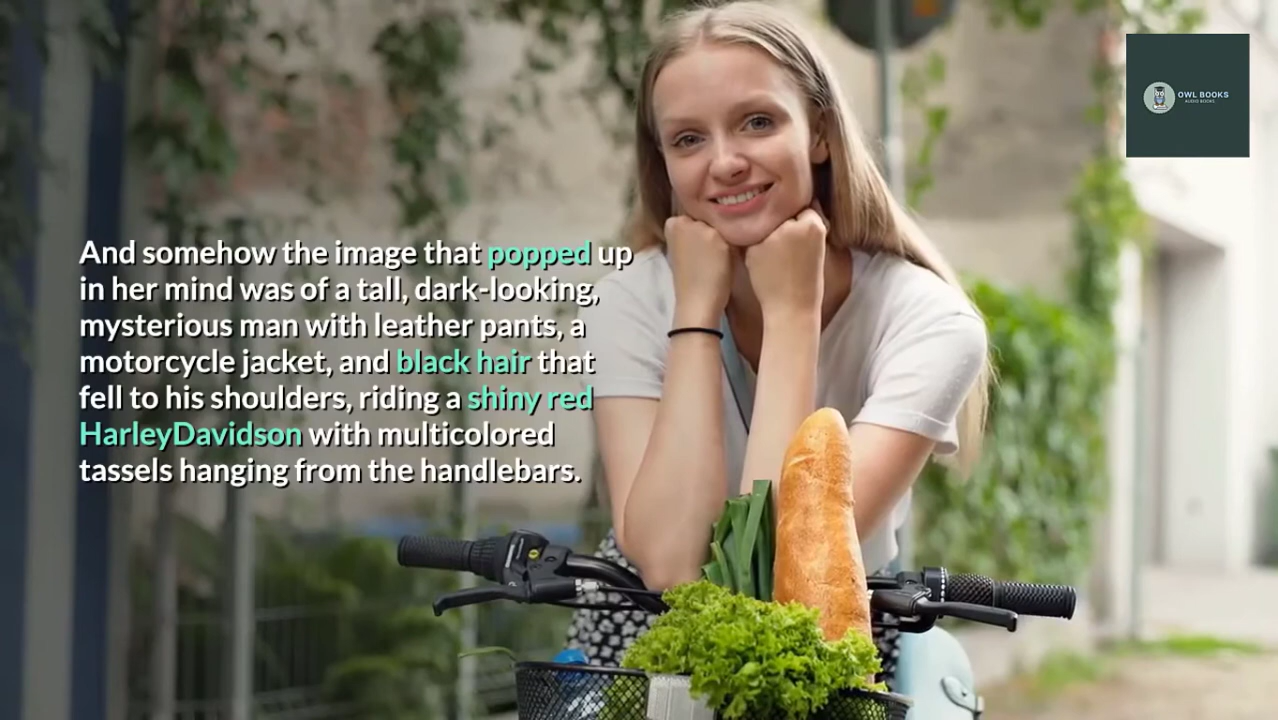 And somehow the image that popped up
in her mind was of a tall, dark-looking,
mysterious man with leather pants, a
motorcycle jacket, and black hair that
fell to his shoulders, riding a shiny red
HarleyDavidson with multicolored
tassels hanging from the handlebars.
OWL BOOKS
AUDIO BOOKS